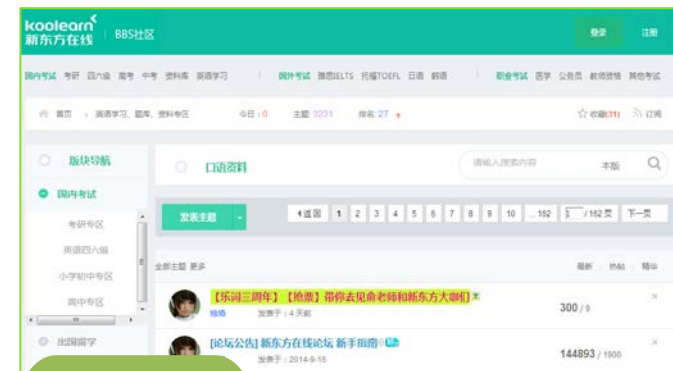 koolearn
新东方在线 BBS社区 登录 注册
国内考试 考研 四六级 高考 中考 资料库 英语学习 国外考试 雅思IELTS 托福TOEFL 日语 韩语 职业考试 医学 公务员 教师资格 其他考试
首页 英语学习、题库、资料专区 今日:0 主题 3231 排名 27 收藏(31) 订阅
版块导航 口语资料 请输入搜索内容 本版
国内考试
发表主题 返回 1 2 3 4 5 6 7 8 9 10 ... 162 / 162 页 下一页
考研专区
英语四六级
全部主题 更多 最新 热帖 精华
小学初中专区
高中专区
【乐词三周年】【抢票】带你去见俞老师和新东方大咖们
发表于:4 天前 300 / 9
出国留学
[论坛公告] 新东方在线论坛 新手指南
发表于:2014-9-15 144893 / 1900